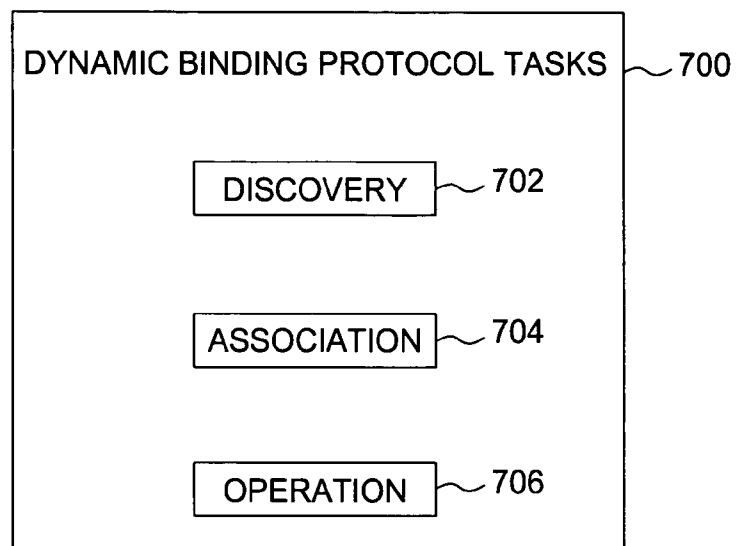 DYNAMIC BINDING PROTOCOL TASKS 700
DISCOVERY 702
ASSOCIATION 704
OPERATION 706